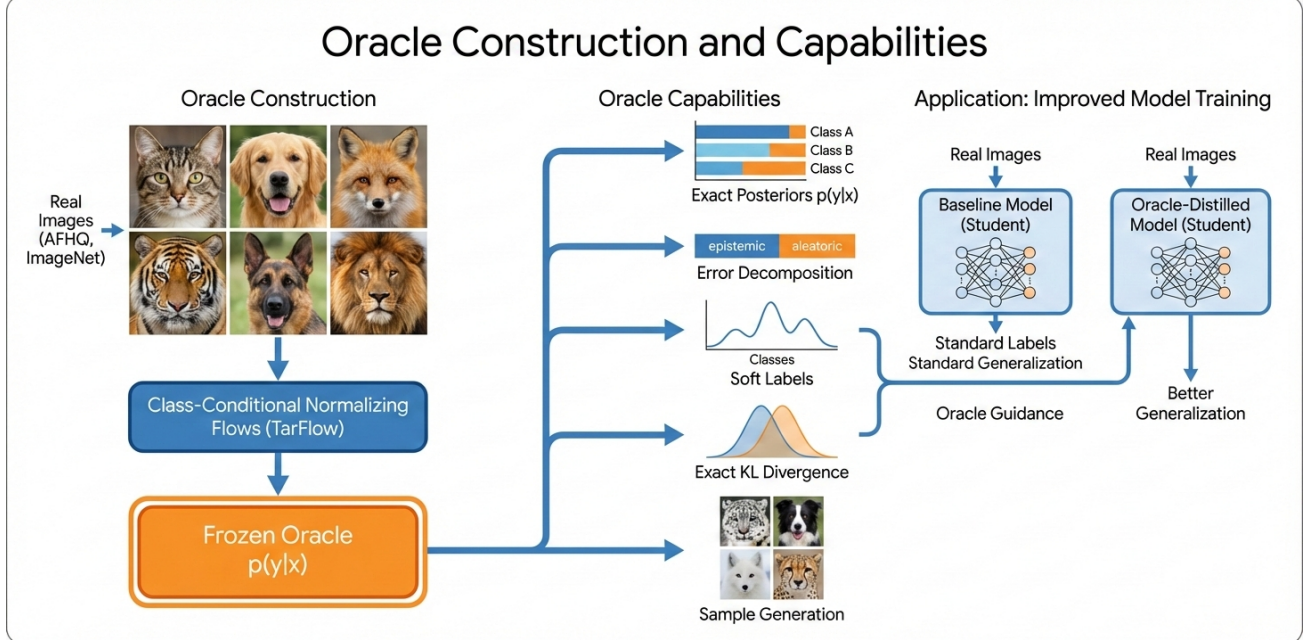 Oracle Construction and Capabilities
Oracle Construction
Real
Images
(AFHQ,
ImageNet)
Class-Conditional Normalizing
Flows (TarFlow)
Frozen Oracle
p(y|x)
Oracle Capabilities
Class A
Class B
Class C
Exact Posteriors p(y|x)
epistemic
aleatoric
Error Decomposition
Classes
Soft Labels
Exact KL Divergence
Sample Generation
Application: Improved Model Training
Real Images
Baseline Model
(Student)
Standard Labels
Standard Generalization
Real Images
Oracle-Distilled
Model (Student)
Oracle Guidance
Better
Generalization